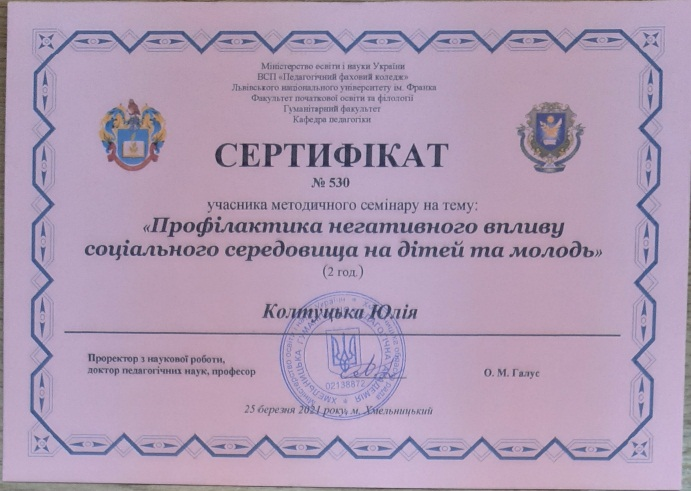 Міністерство освіти і науки України
ВСП «Педагогічний фаховий коледж»
Львівського національного університету ім. Франка
Факультет початкової освіти та філології
Гуманітарний факультет
Кафедра педагогіки
СЕРТИФІКАТ
№ 530
учасника методичного семінару на тему:
«Профілактика негативного впливу
соціального середовища на дітей та молодь»
(2 год.)
Колтуцька Юлія
Проректор з наукової роботи,
доктор педагогічних наук, професор
О. М. Галус
02138872
25 березня 2021 року, м. Хмельницький